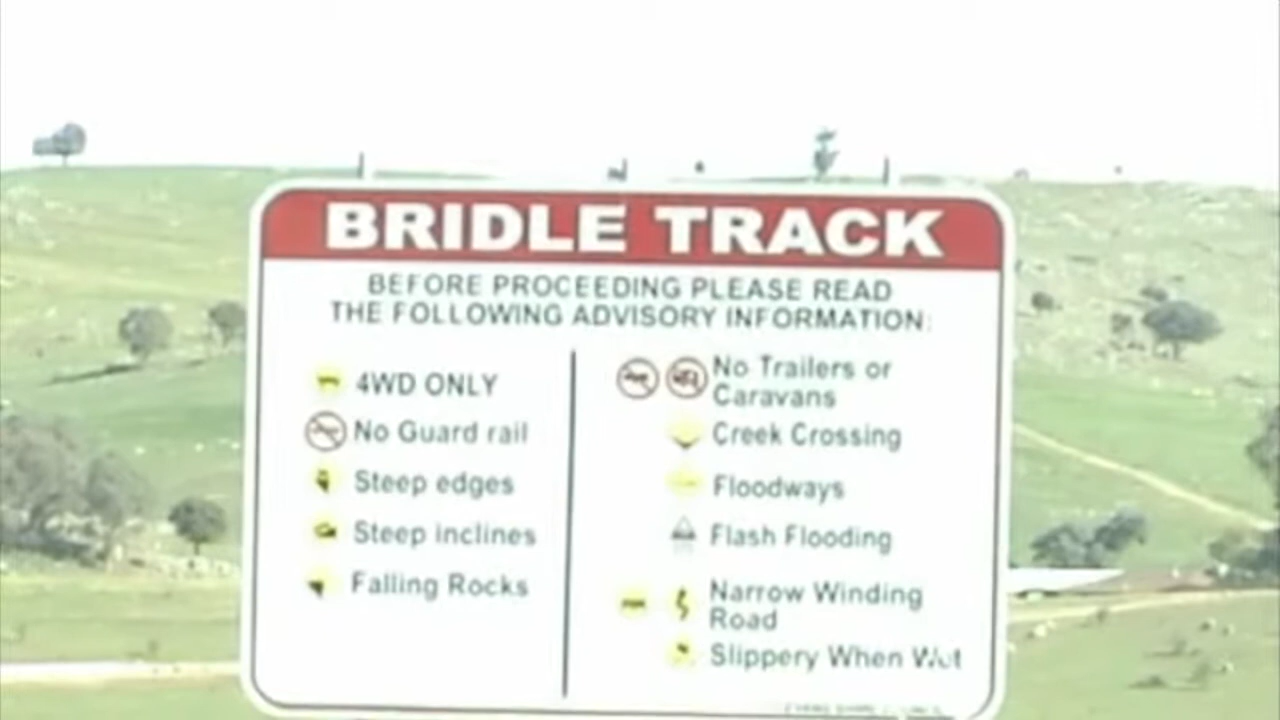 BRIDLE TRACK
BEFORE PROCEEDING PLEASE READ
THE FOLLOWING ADVISORY INFORMATION:
4WD ONLY
No Guard rail
Steep edges
Steep inclines
Falling Rocks
No Trailers or
Caravans
Creek Crossing
Floodways
Flash Flooding
Narrow Winding
Road
Slippery When Wet